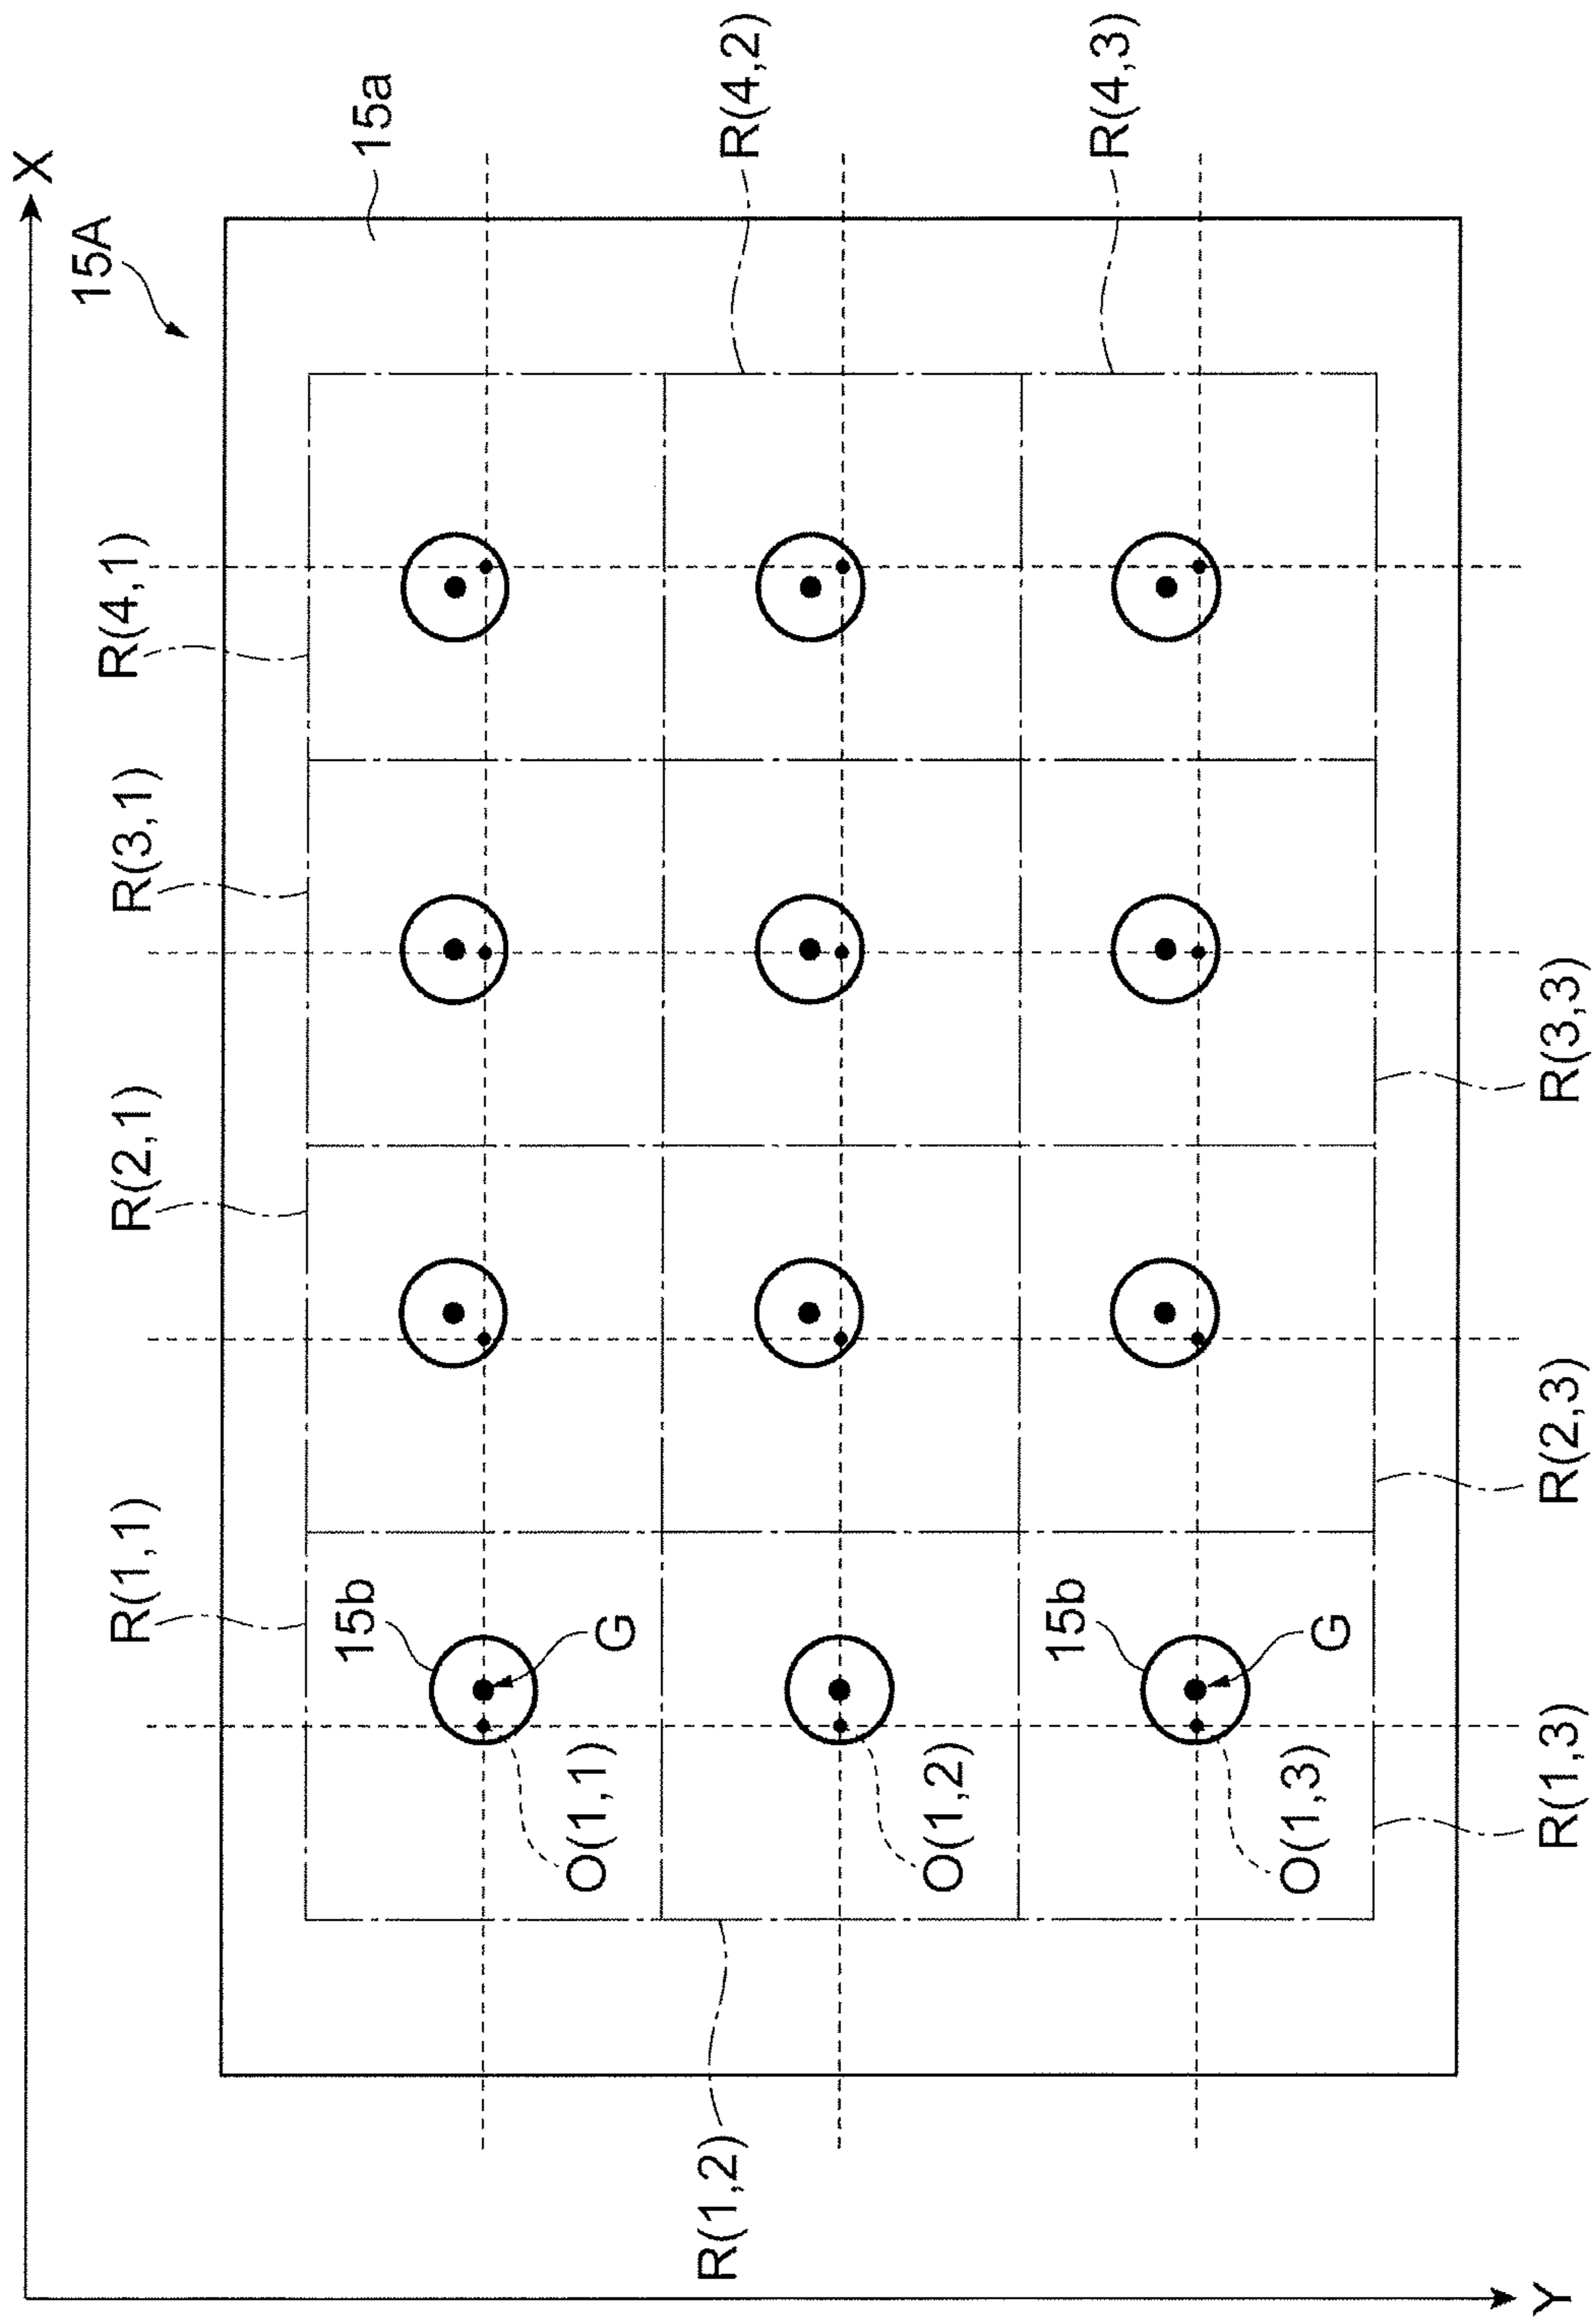 X
15A
15a
R(1,1)
R(2,1)
R(3,1)
R(4,1)
15b
G
O(1,1)
R(1,2)
R(4,2)
O(1,2)
15b
G
O(1,3)
R(4,3)
R(1,3)
R(2,3)
R(3,3)
Y